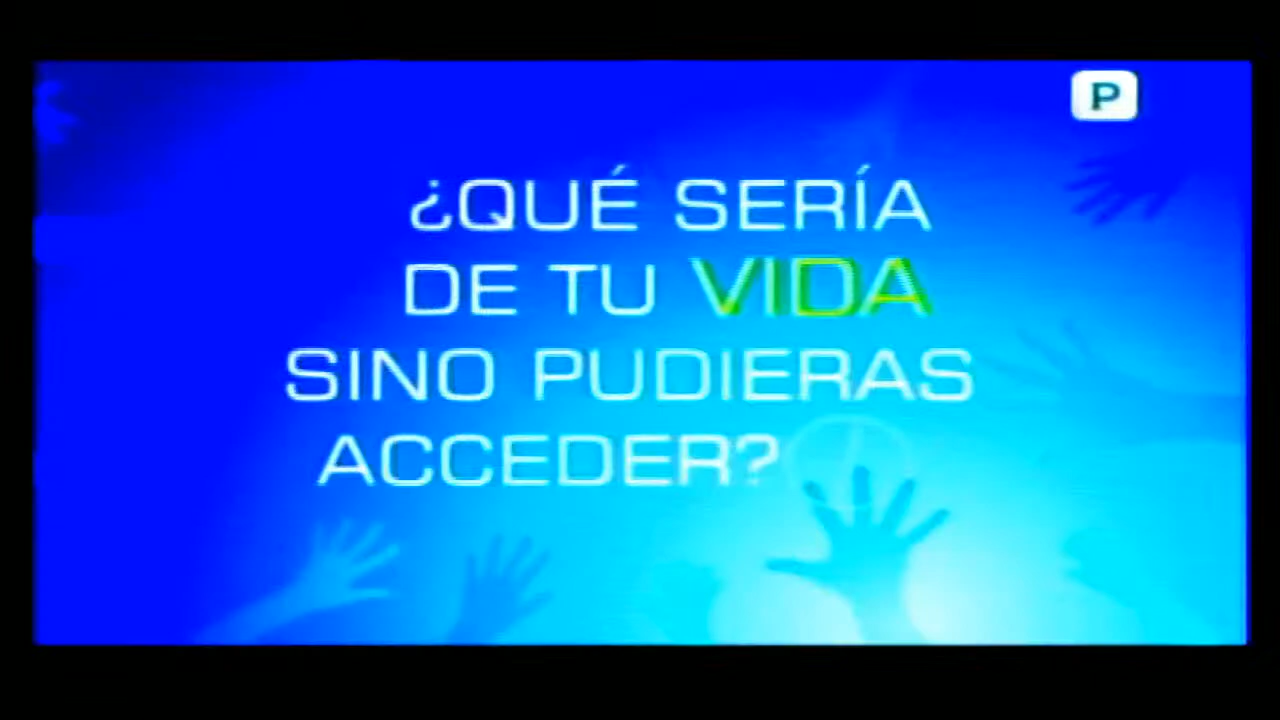 P
¿QUÉ SERÍA
DE TU VIDA
SINO PUDIERAS
ACCEDER?